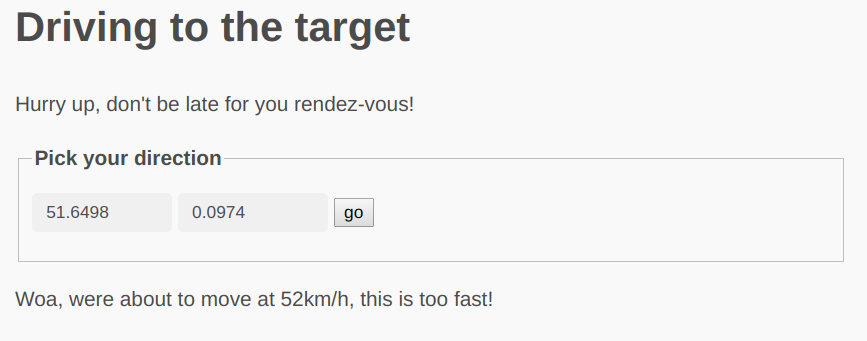 Driving to the target
Hurry up, don't be late for you rendez-vous!
Pick your direction
51.6498 0.0974 go
Woa, were about to move at 52km/h, this is too fast!